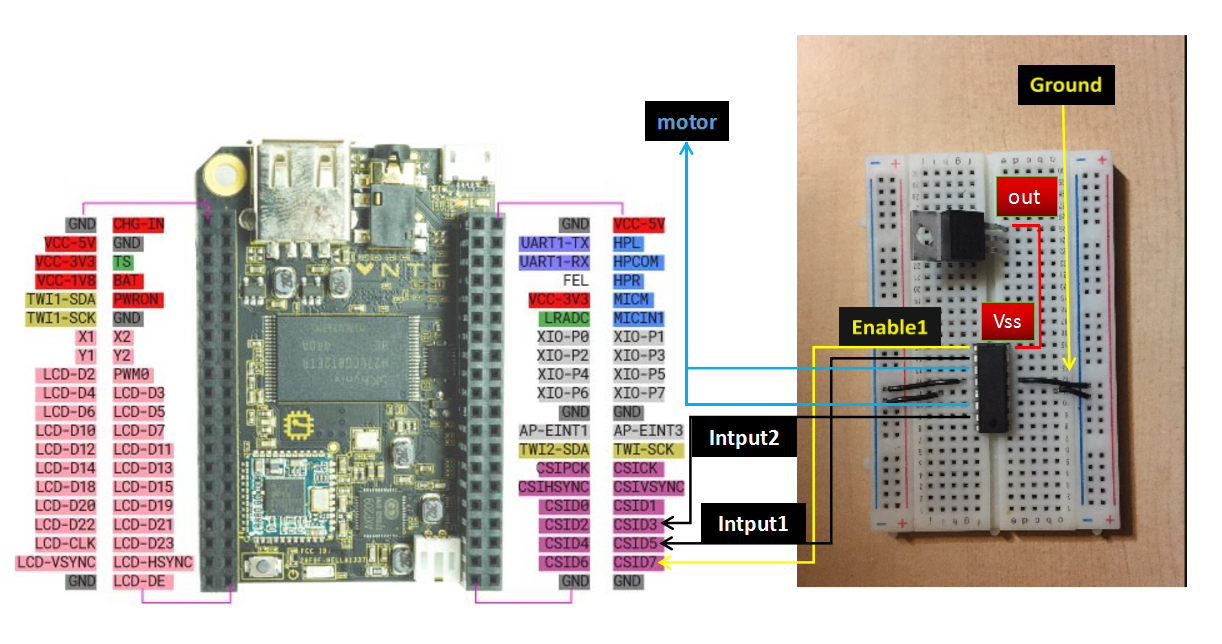 motor
Ground
out
Vss
Enable1
Intput2
Intput1
GND CHG-IN
VCC-5V GND
VCC-3V3 TS
VCC-1V8 BAT
TWI1-SDA PWRON
TWI1-SCK GND
X1 X2
Y1 Y2
LCD-D2 PWM0
LCD-D4 LCD-D3
LCD-D6 LCD-D5
LCD-D10 LCD-D7
LCD-D12 LCD-D11
LCD-D14 LCD-D13
LCD-D18 LCD-D15
LCD-D20 LCD-D19
LCD-D22 LCD-D21
LCD-CLK LCD-D23
LCD-VSYNC LCD-HSYNC
GND LCD-DE
GND VCC-5V
UART1-TX HPL
UART1-RX HPCOM
FEL HPR
VCC-3V3 MICM
LRADC MICIN1
XIO-P0 XIO-P1
XIO-P2 XIO-P3
XIO-P4 XIO-P5
XIO-P6 XIO-P7
GND GND
AP-EINT1 AP-EINT3
TWI2-SDA TWI-SCK
CSIPCK CSICK
CSIHSYNC CSIVSYNC
CSID0 CSID1
CSID2 CSID3
CSID4 CSID5
CSID6 CSID7
GND GND
NTC
AXP209
FCC ID: